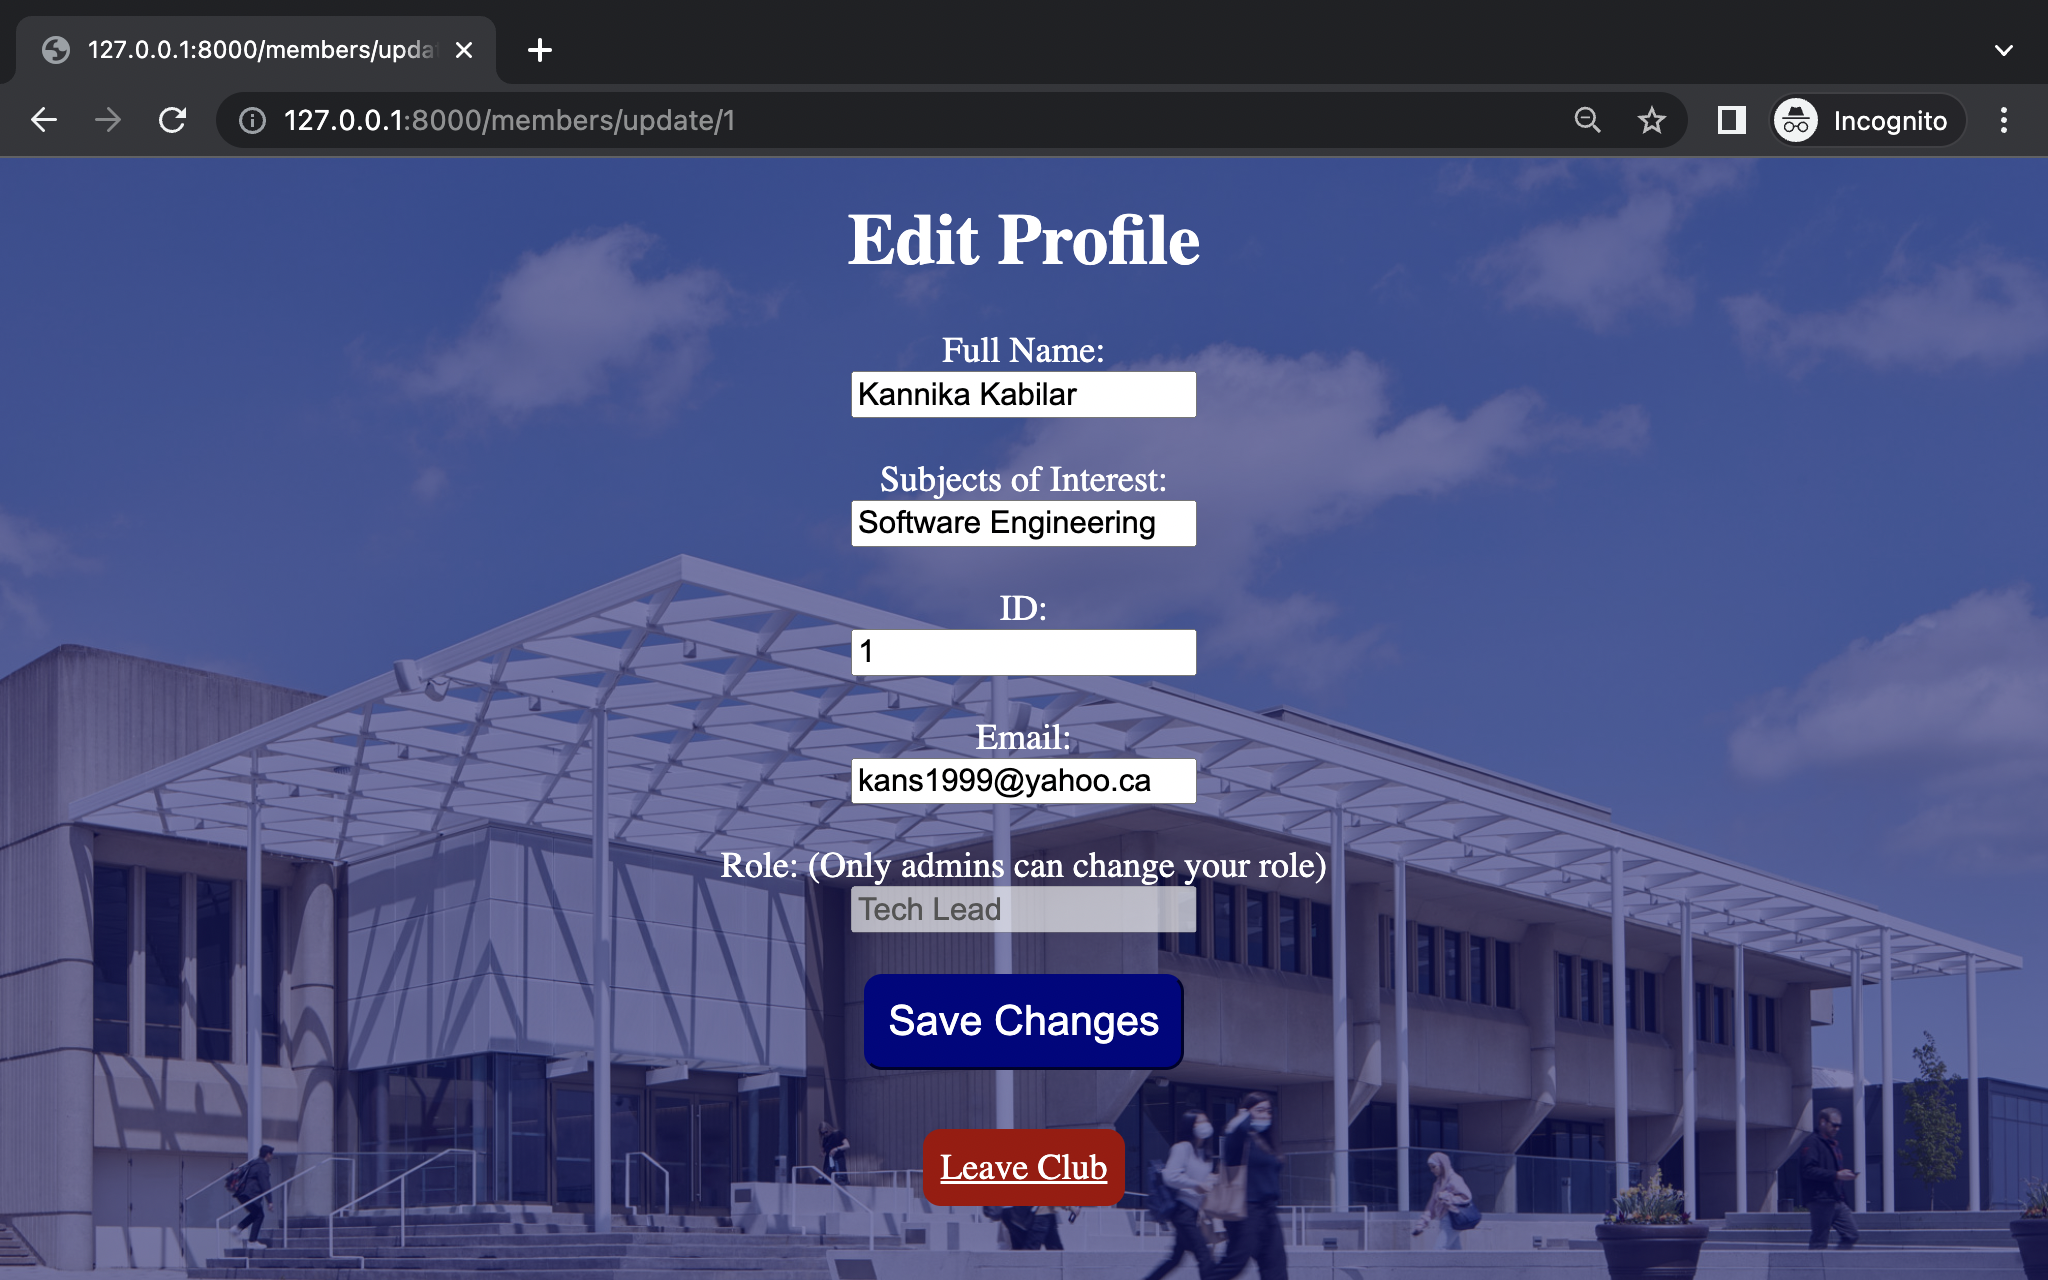 127.0.0.1:8000/members/upda
127.0.0.1:8000/members/update/1
Incognito
Edit Profile
Full Name:
Kannika Kabilar
Subjects of Interest:
Software Engineering
ID:
1
Email:
kans1999@yahoo.ca
Role: (Only admins can change your role)
Tech Lead
Save Changes
Leave Club